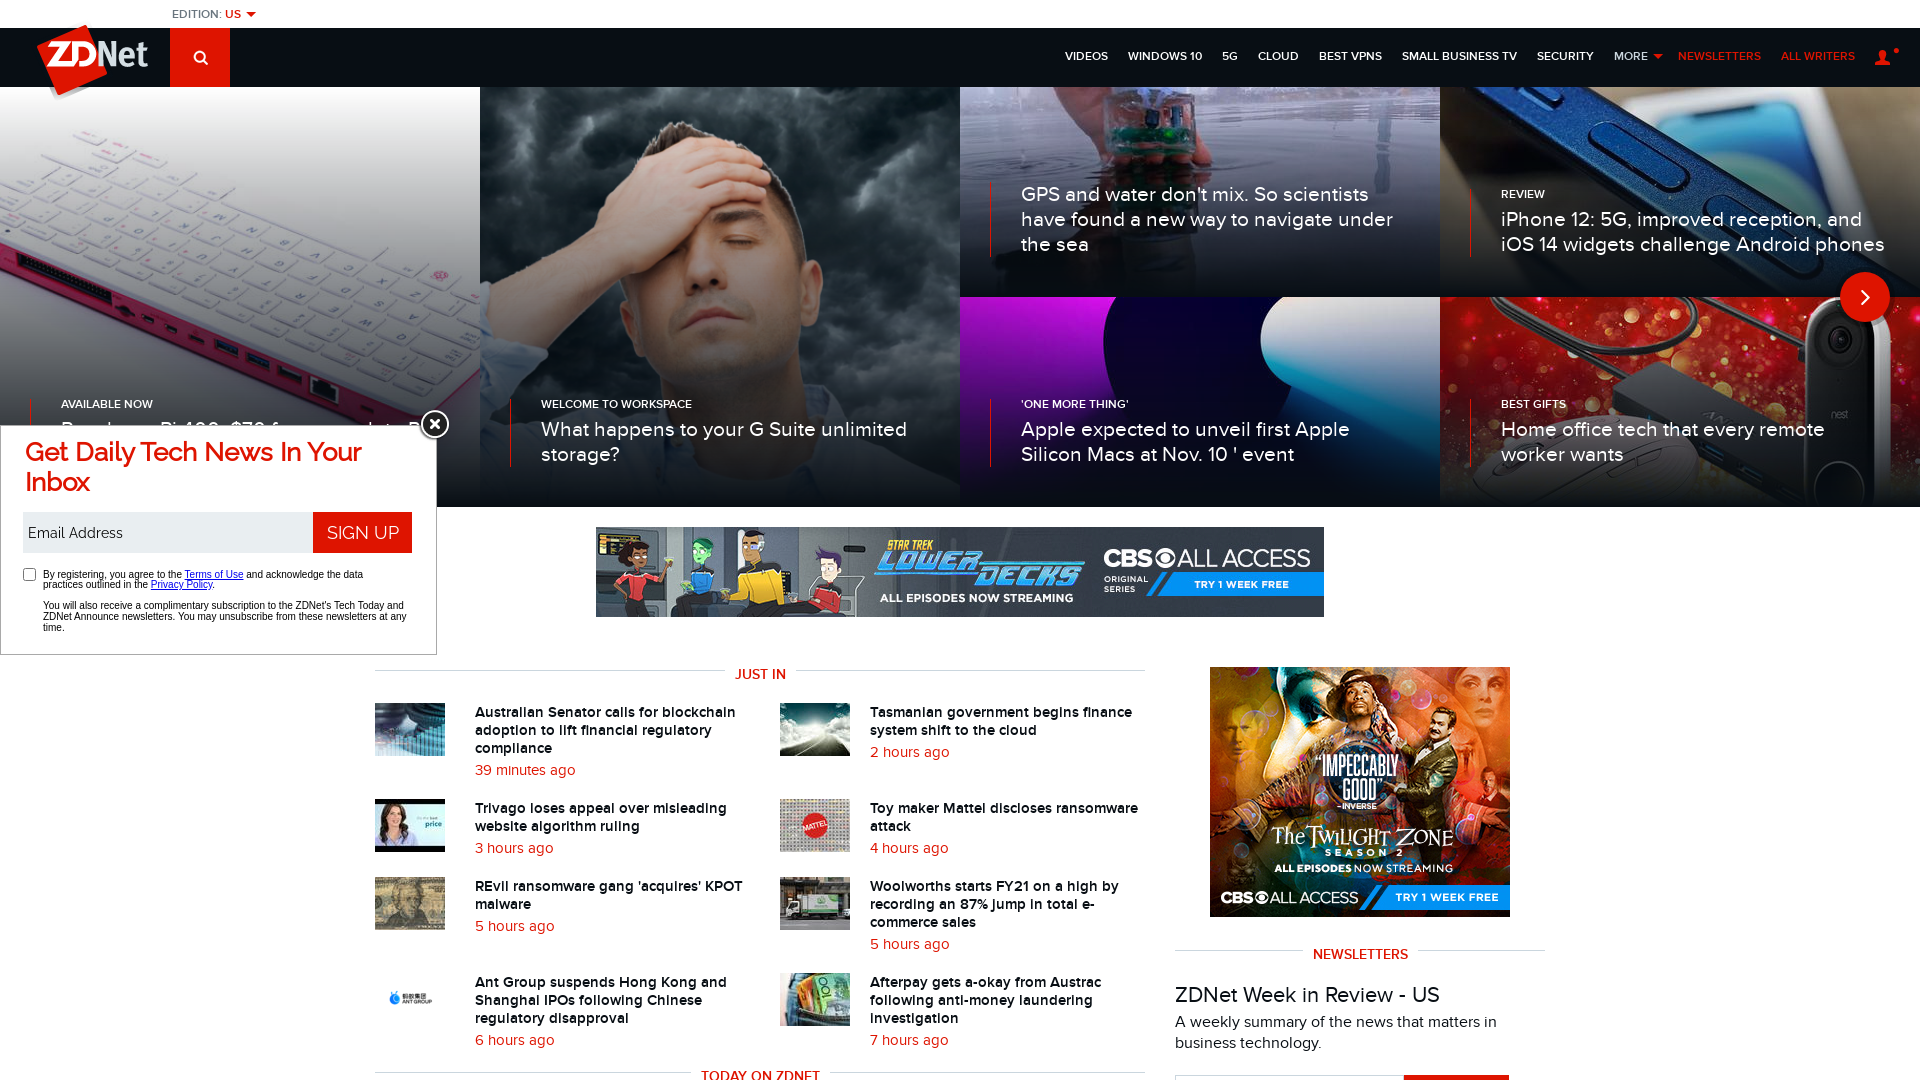 EDITION: US
ZDNet
VIDEOS WINDOWS 10 5G CLOUD BEST VPNS SMALL BUSINESS TV SECURITY MORE NEWSLETTERS ALL WRITERS
GPS and water don't mix. So scientists
have found a new way to navigate under
the sea
REVIEW
iPhone 12: 5G, improved reception, and
iOS 14 widgets challenge Android phones
AVAILABLE NOW
WELCOME TO WORKSPACE
What happens to your G Suite unlimited
storage?
'ONE MORE THING'
Apple expected to unveil first Apple
Silicon Macs at Nov. 10 ' event
BEST GIFTS
Home office tech that every remote
worker wants
nest
Get Daily Tech News In Your
Inbox
Email Address
SIGN UP
By registering, you agree to the Terms of Use and acknowledge the data
practices outlined in the Privacy Policy.
You will also receive a complimentary subscription to the ZDNet's Tech Today and
ZDNet Announce newsletters. You may unsubscribe from these newsletters at any
time.
STAR TREK
LOWER DECKS
ALL EPISODES NOW STREAMING
CBS ALL ACCESS
ORIGINAL
SERIES
TRY 1 WEEK FREE
JUST IN
Australian Senator calls for blockchain
adoption to lift financial regulatory
compliance
39 minutes ago
Tasmanian government begins finance
system shift to the cloud
2 hours ago
price
Trivago loses appeal over misleading
website algorithm ruling
3 hours ago
MATTEL
Toy maker Mattel discloses ransomware
attack
4 hours ago
REvil ransomware gang 'acquires' KPOT
malware
5 hours ago
Woolworths starts FY21 on a high by
recording an 87% jump in total e-
commerce sales
5 hours ago
蚂蚁集团
ANT GROUP
Ant Group suspends Hong Kong and
Shanghai IPOs following Chinese
regulatory disapproval
6 hours ago
100
Afterpay gets a-okay from Austrac
following anti-money laundering
investigation
7 hours ago
TODAY ON ZDNET
"IMPECCABLY
GOOD"
–INVERSE
The TWILIGHT ZONE
SEASON 2
ALL EPISODES NOW STREAMING
CBS ALL ACCESS
TRY 1 WEEK FREE
NEWSLETTERS
ZDNet Week in Review - US
A weekly summary of the news that matters in
business technology.